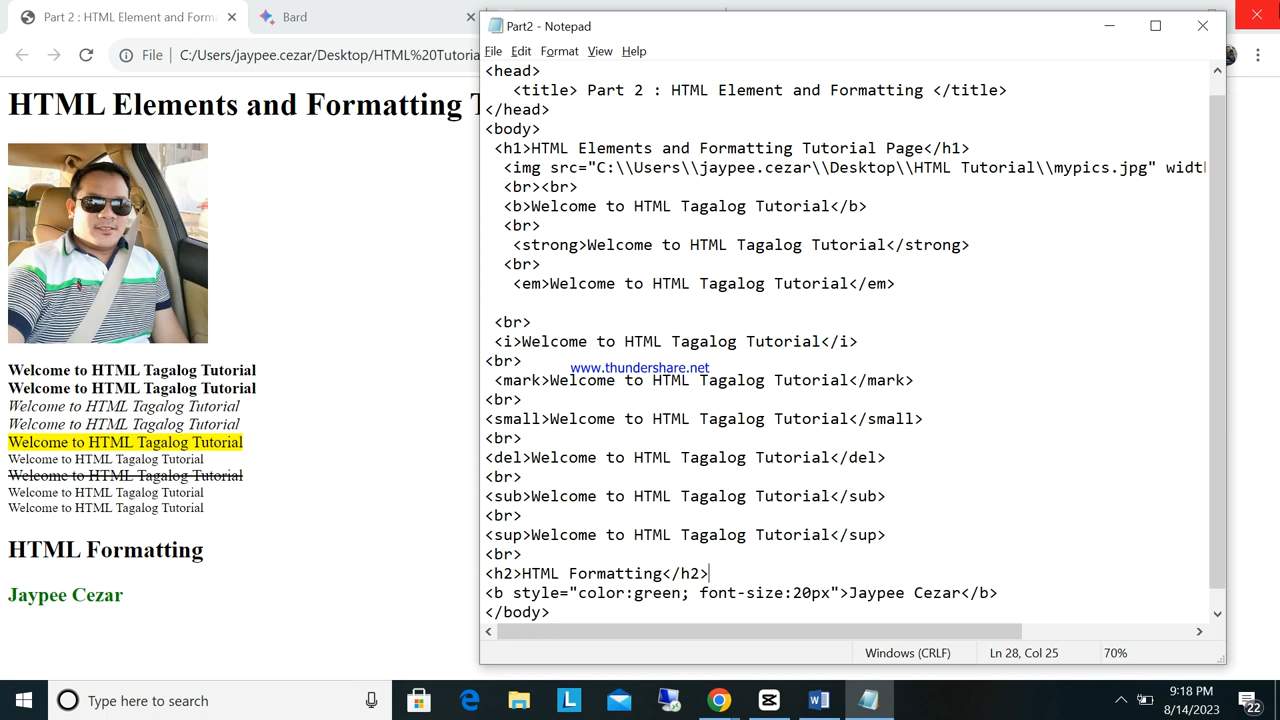 Part 2 : HTML Element and Form
Bard
File
C:/Users/jaypee.cezar/Desktop/HTML%20Tutoria
HTML Elements and Formatting T
Welcome to HTML Tagalog Tutorial
Welcome to HTML Tagalog Tutorial
Welcome to HTML Tagalog Tutorial
Welcome to HTML Tagalog Tutorial
Welcome to HTML Tagalog Tutorial
Welcome to HTML Tagalog Tutorial
Welcome to HTML Tagalog Tutorial
Welcome to HTML Tagalog Tutorial
Welcome to HTML Tagalog Tutorial
HTML Formatting
Jaypee Cezar
Part2 - Notepad
File Edit Format View Help
<head>
<title> Part 2 : HTML Element and Formatting </title>
</head>
<body>
<h1>HTML Elements and Formatting Tutorial Page</h1>
<img src="C:\\Users\\jaypee.cezar\\Desktop\\HTML Tutorial\\mypics.jpg" width
<br><br>
<b>Welcome to HTML Tagalog Tutorial</b>
<br>
<strong>Welcome to HTML Tagalog Tutorial</strong>
<br>
<em>Welcome to HTML Tagalog Tutorial</em>
<br>
<i>Welcome to HTML Tagalog Tutorial</i>
<br>
www.thundershare.net
<mark>Welcome to HTML Tagalog Tutorial</mark>
<br>
<small>Welcome to HTML Tagalog Tutorial</small>
<br>
<del>Welcome to HTML Tagalog Tutorial</del>
<br>
<sub>Welcome to HTML Tagalog Tutorial</sub>
<br>
<sup>Welcome to HTML Tagalog Tutorial</sup>
<br>
<h2>HTML Formatting</h2>
<b style="color:green; font-size:20px">Jaypee Cezar</b>
</body>
Windows (CRLF)
Ln 28, Col 25
70%
Type here to search
9:18 PM
8/14/2023
22